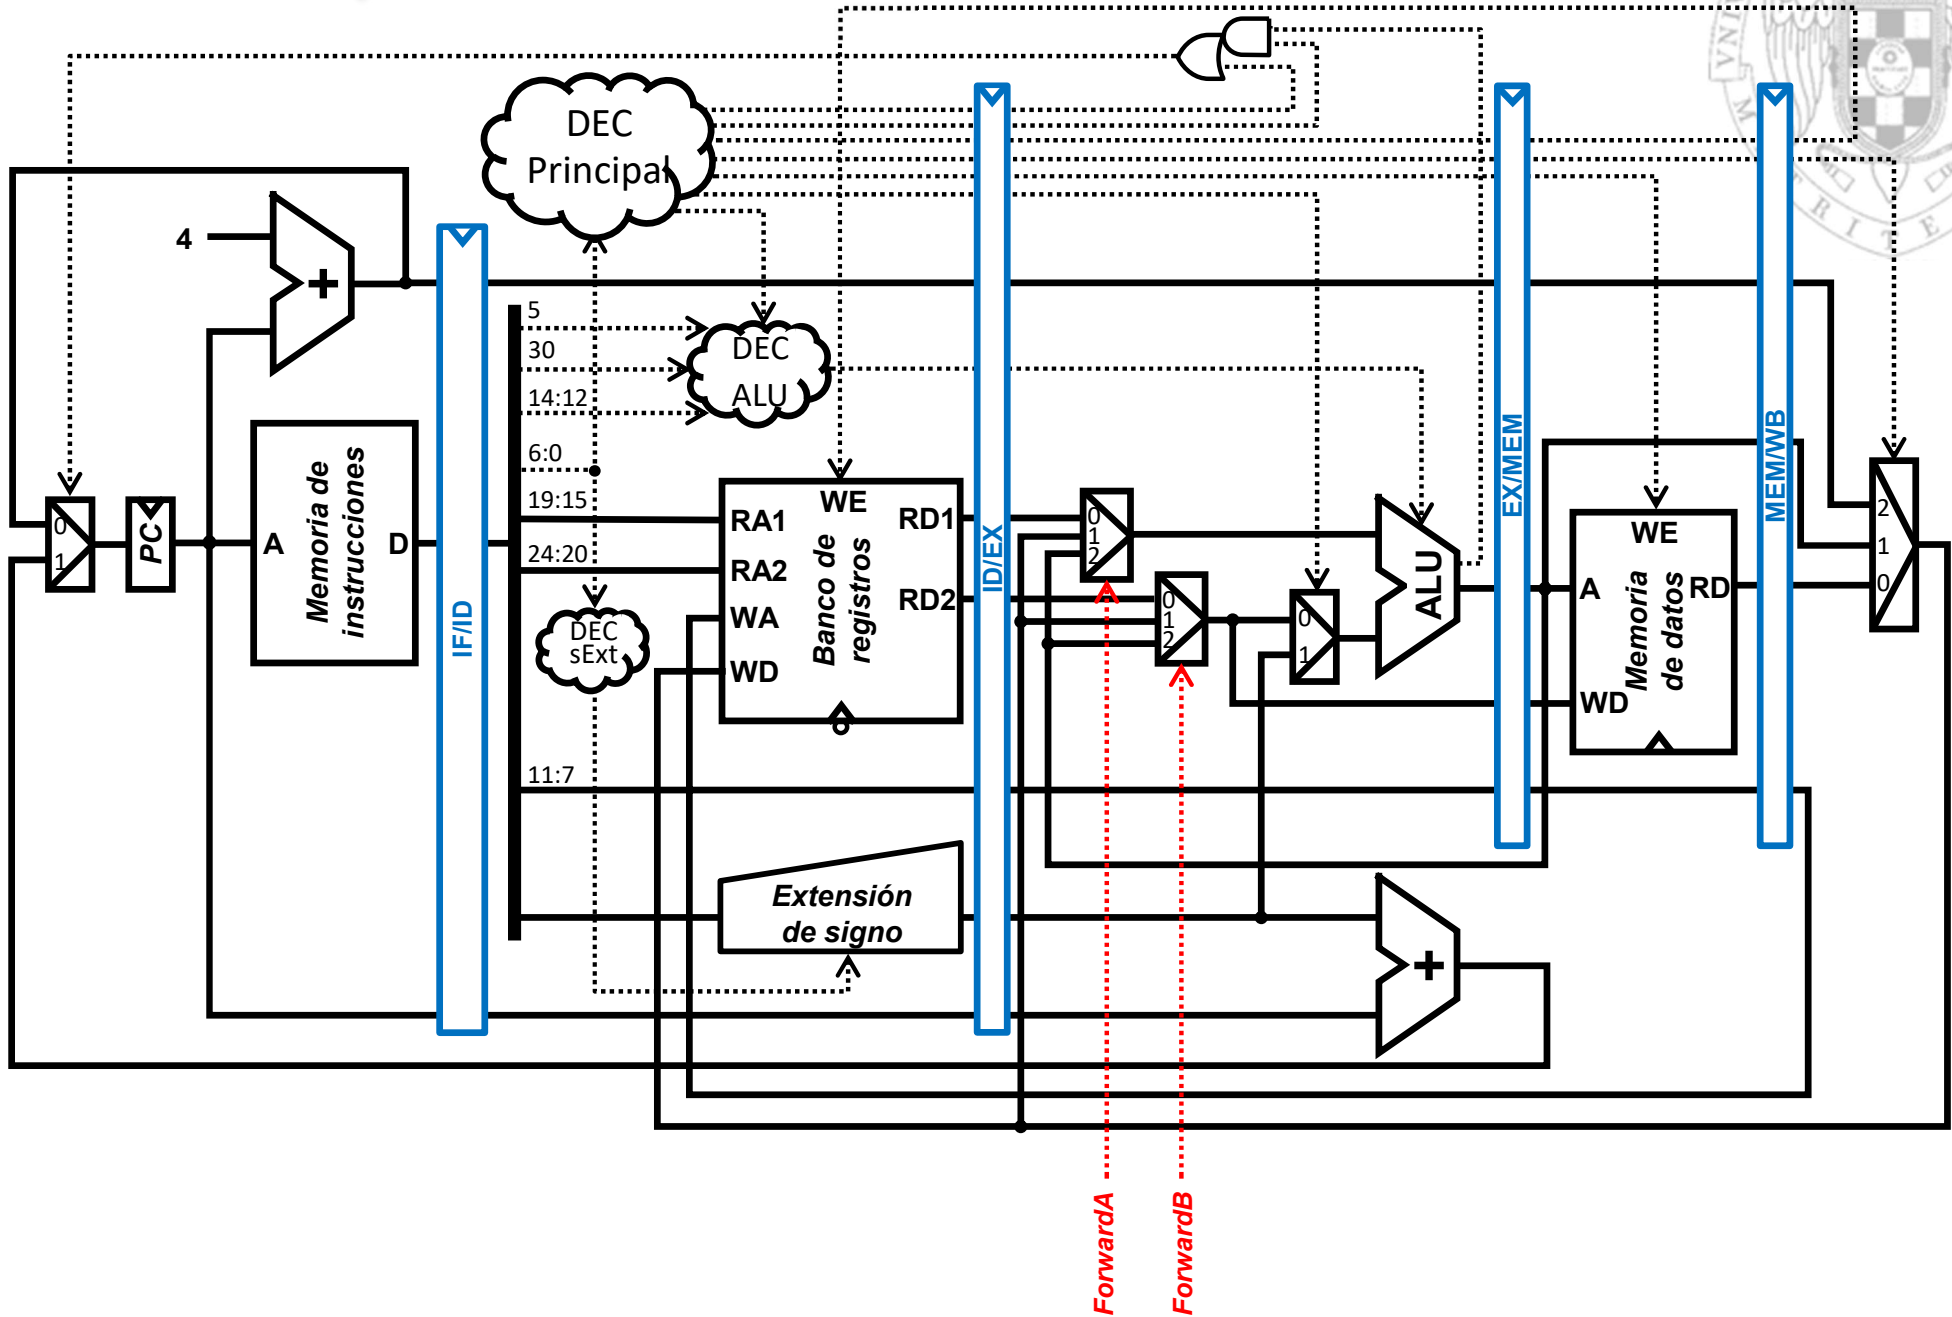 DEC
Principal
4
5
30
14:12
6:0
19:15
24:20
11:7
DEC
ALU
DEC
sExt
0
1
PC
A
Memoria de
instrucciones
D
IF/ID
RA1
RA2
WA
WD
WE
Banco de
registros
RD1
RD2
Extensión
de signo
ID/EX
0
1
2
0
1
2
0
1
ALU
+
+
EX/MEM
A
WD
WE
Memoria
de datos
RD
MEM/WB
2
1
0
ForwardA
ForwardB